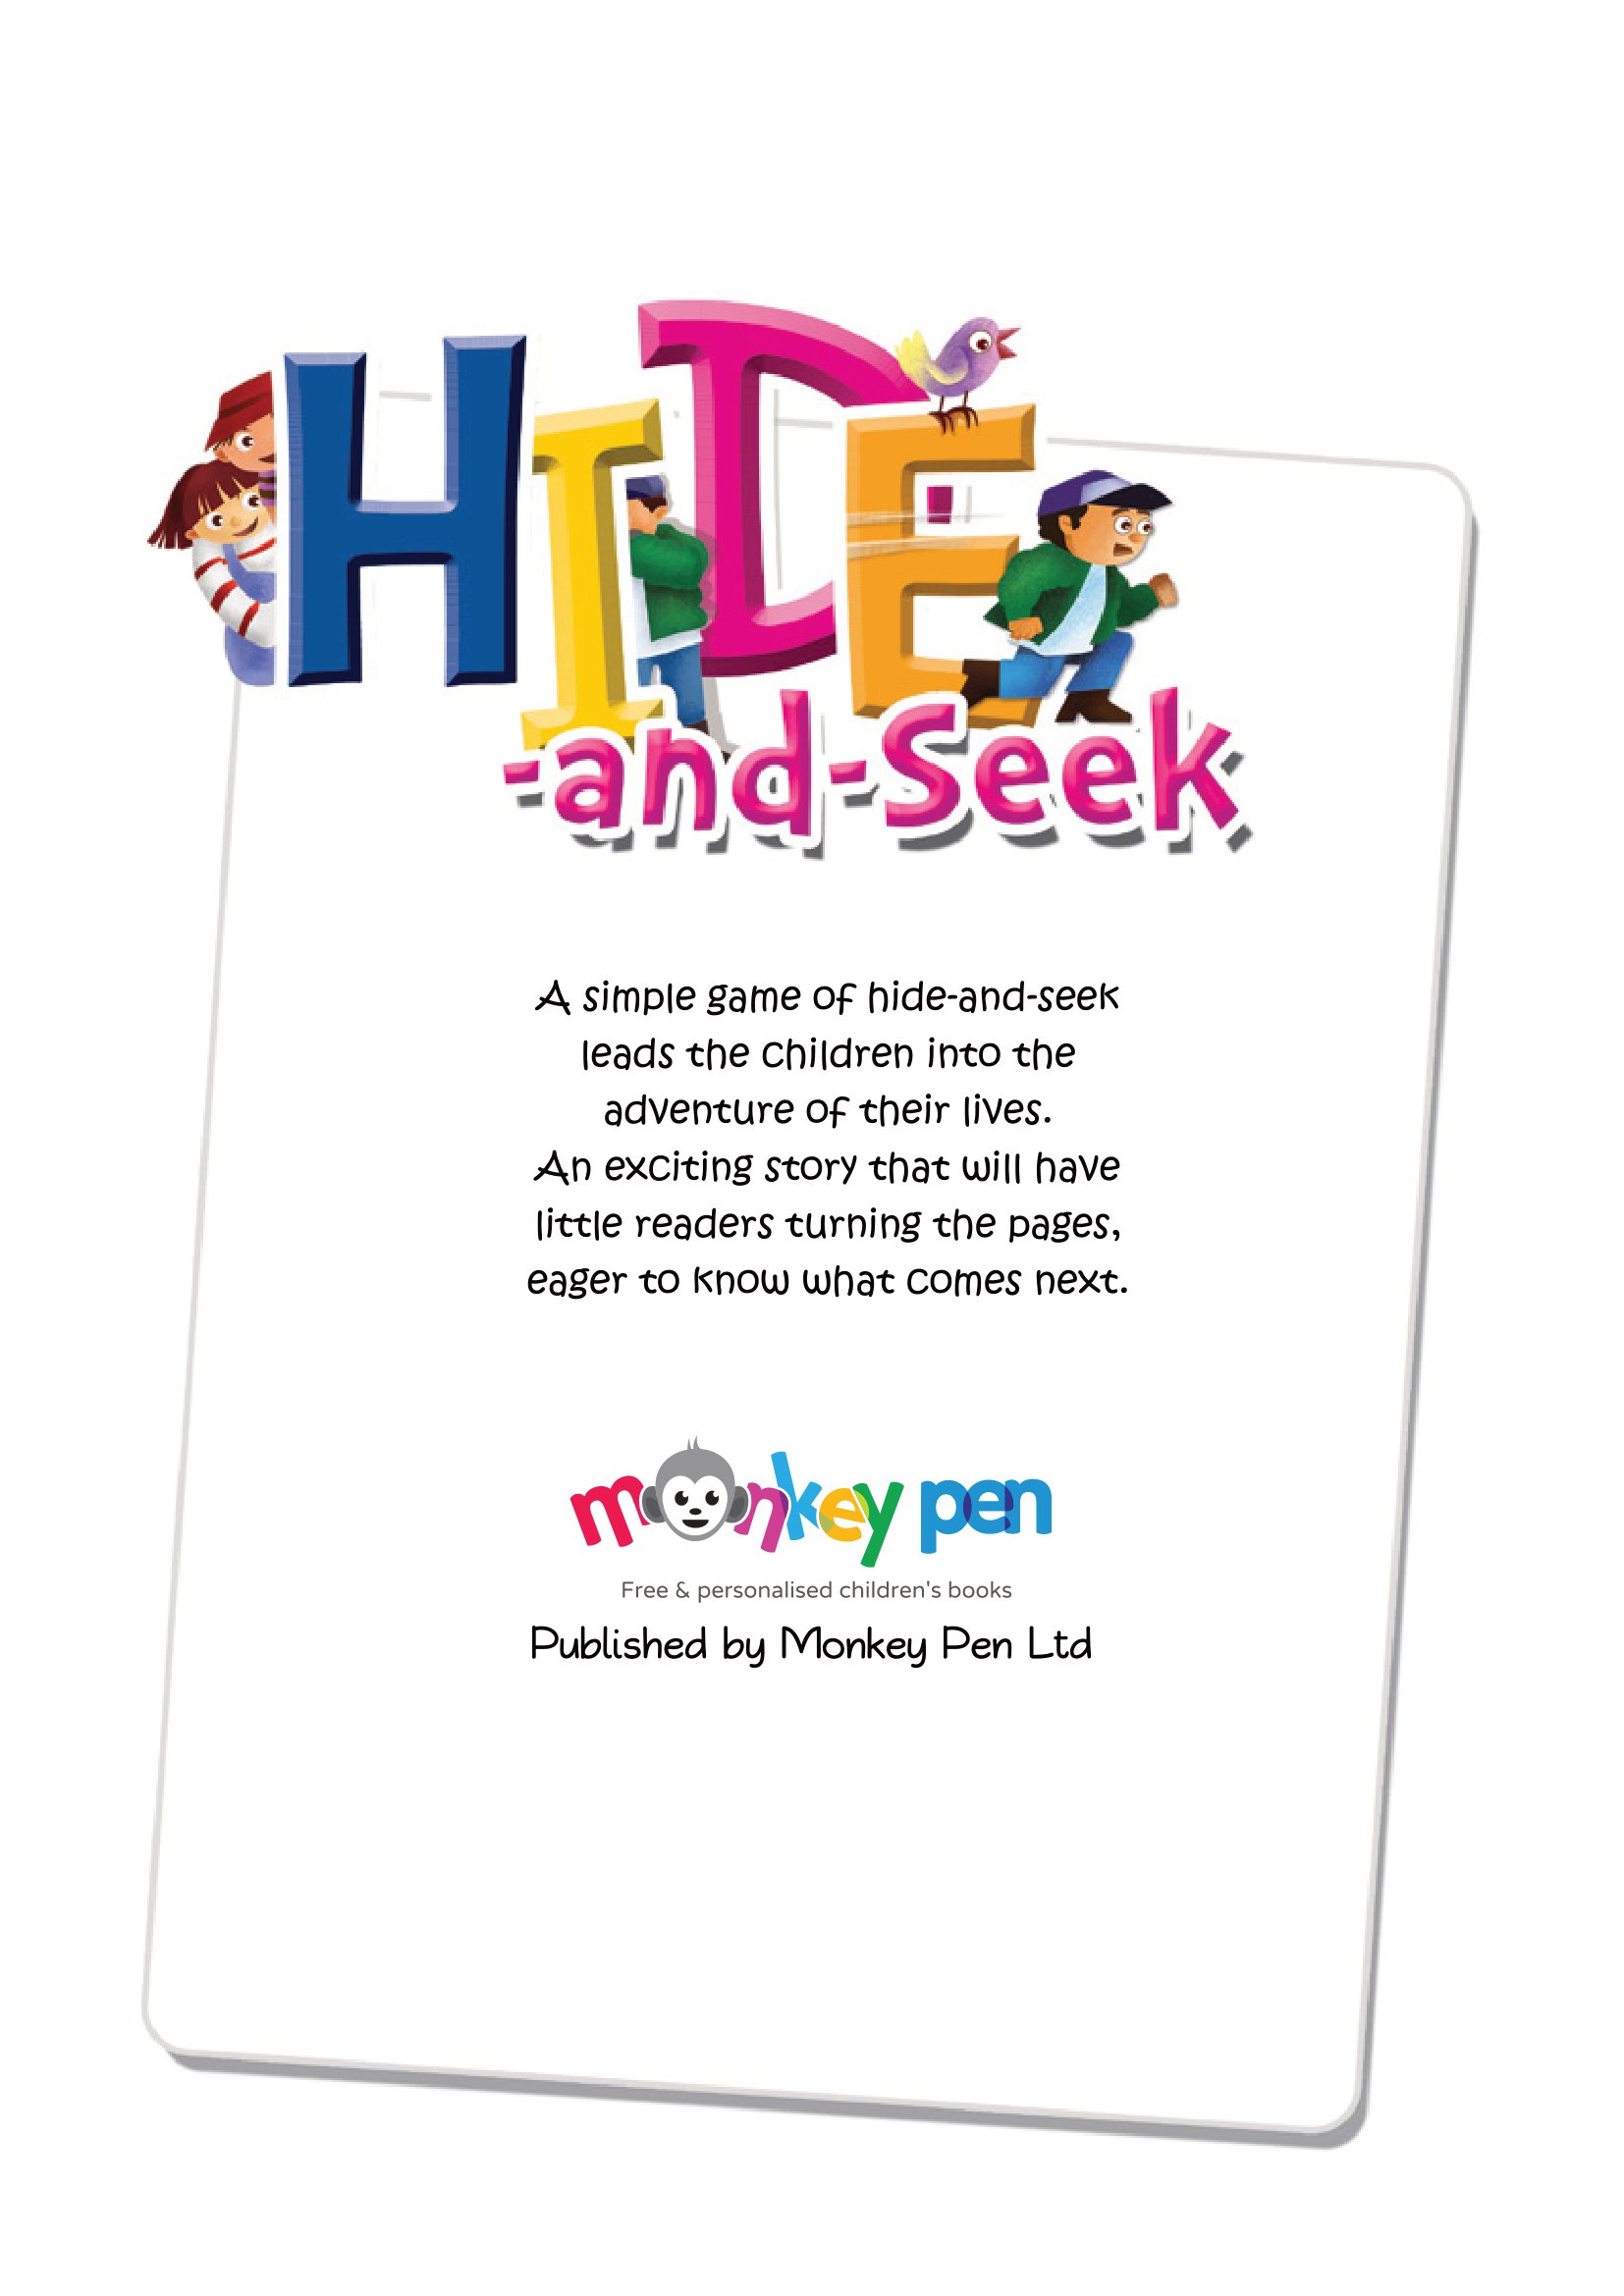 HIDE
-and-Seek
A simple game of hide-and-seek
leads the children into the
adventure of their lives.
An exciting story that will have
little readers turning the pages,
eager to know what comes next.
monkey pen
Free & personalised children's books
Published by Monkey Pen Ltd